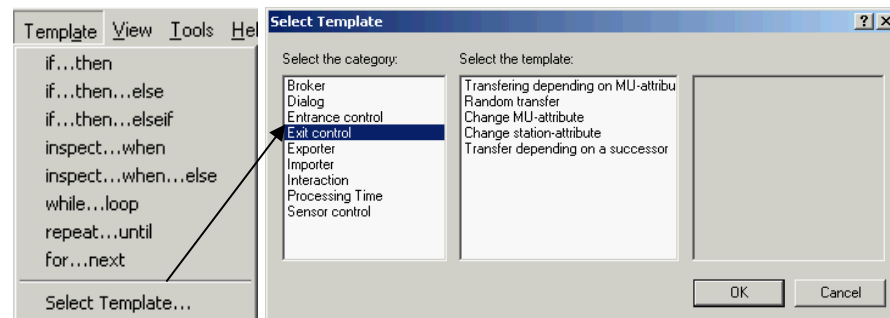 Template View Tools Hel
if...then
if...then...else
if...then...elseif
inspect...when
inspect...when...else
while...loop
repeat...until
for...next
Select Template...
Select Template
Select the category:
Broker
Dialog
Entrance control
Exit control
Exporter
Importer
Interaction
Processing Time
Sensor control
Select the template:
Transfering depending on MU-attribu
Random transfer
Change MU-attribute
Change station-attribute
Transfer depending on a successor
OK Cancel